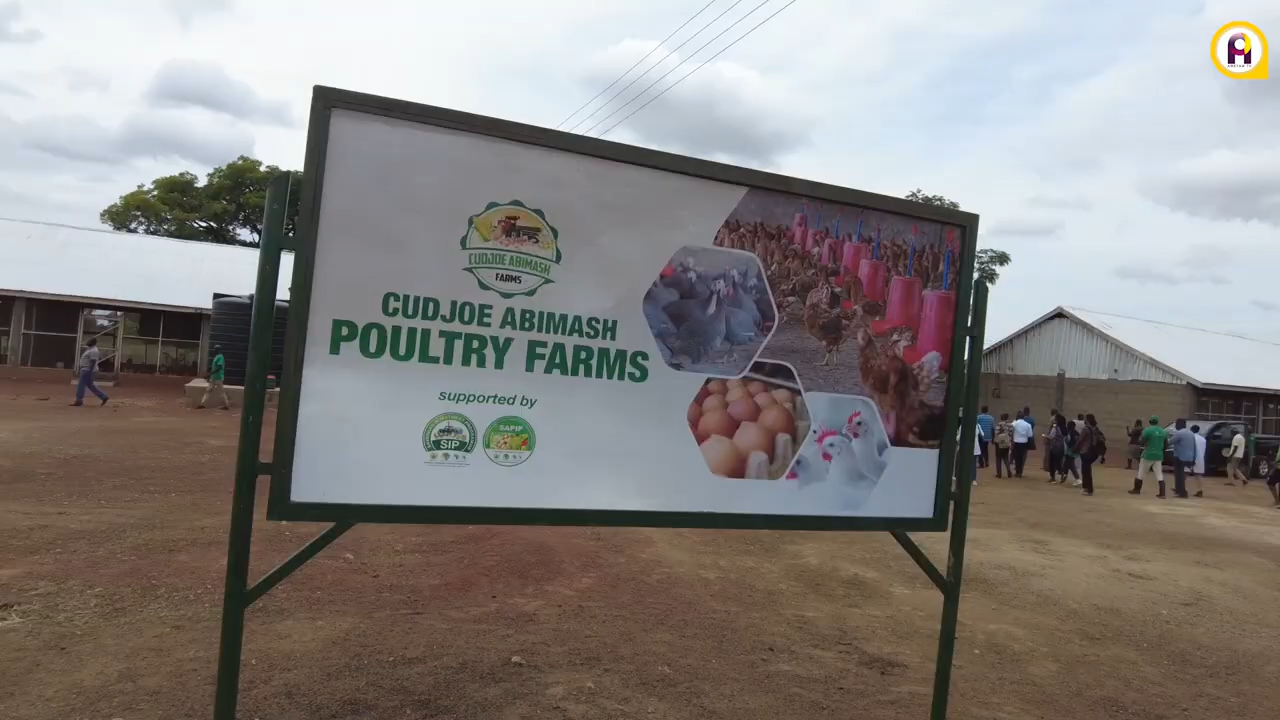 CUDJOE ABIMASH
FARMS
CUDJOE ABIMASH
POULTRY FARMS
supported by
SIP
SAPIP